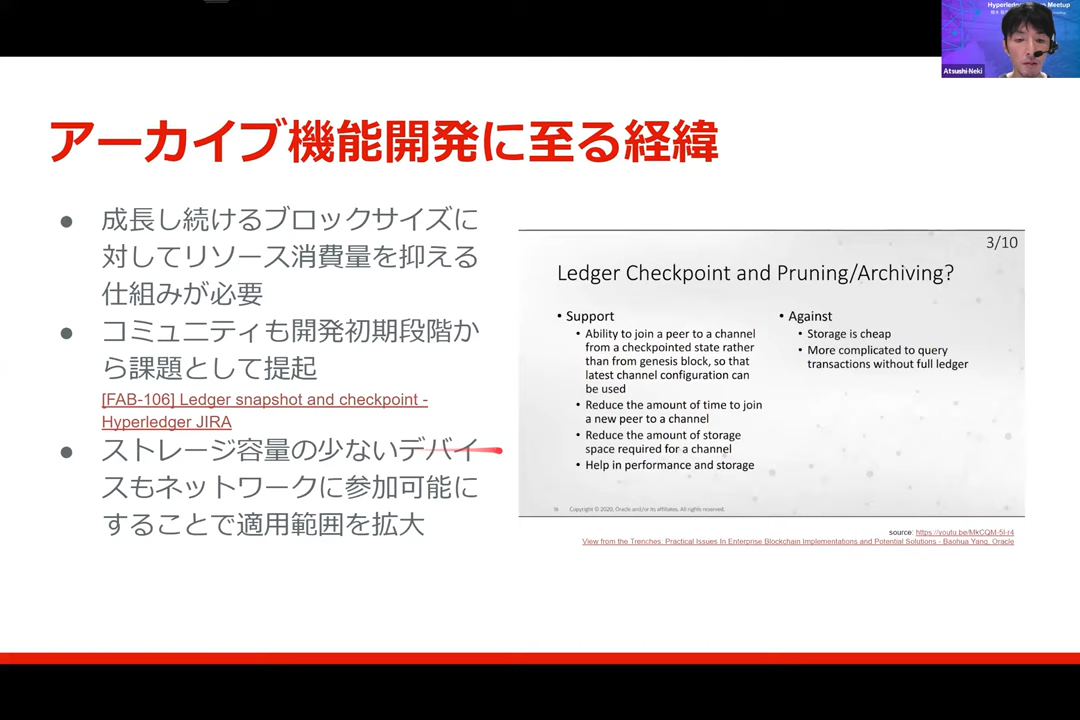 Hyperledger
Meetup
Atsushi Neki
アーカイブ機能開発に至る経緯
● 成長し続けるブロックサイズに
対してリソース消費量を抑える
仕組みが必要
● コミュニティも開発初期段階か
ら課題として提起
[FAB-106] Ledger snapshot and checkpoint -
Hyperledger JIRA
● ストレージ容量の少ないデバイ
スもネットワークに参加可能に
することで適用範囲を拡大
3/10
Ledger Checkpoint and Pruning/Archiving?
• Support
• Ability to join a peer to a channel
from a checkpointed state rather
than from genesis block, so that
latest channel configuration can
be used
• Reduce the amount of time to join
a new peer to a channel
• Reduce the amount of storage
space required for a channel
• Help in performance and storage
• Against
• Storage is cheap
• More complicated to query
transactions without full ledger
Copyright © 2020, Oracle and/or its affiliates. All rights reserved.
source: https://youtu.be/MkCQM-5I-r4
View from the Trenches: Practical Issues In Enterprise Blockchain Implementations and Potential Solutions - Baohua Yang, Oracle